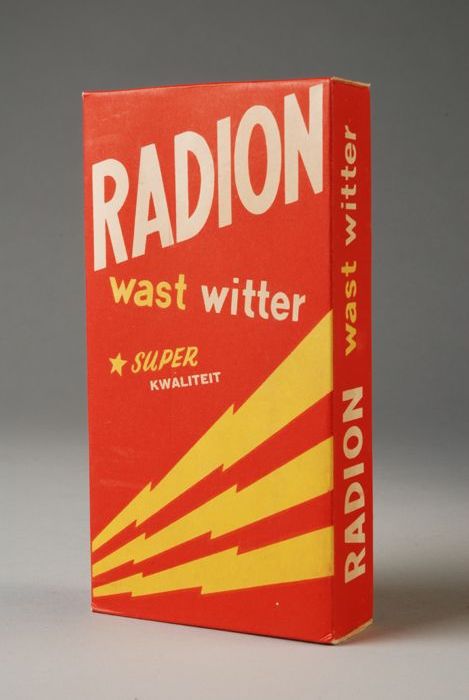 RADION
wast witter
SUPER
KWALITEIT
RADION wast witter